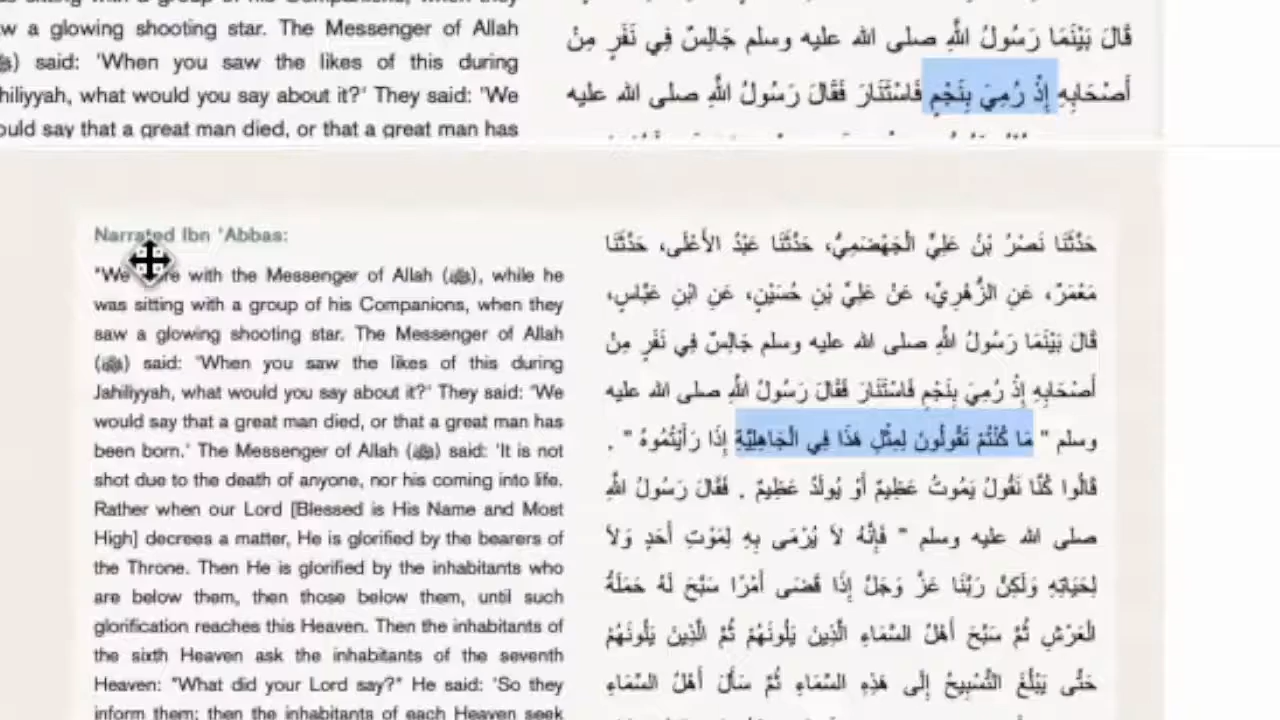 w a glowing shooting star. The Messenger of Allah
said: 'When you saw the likes of this during
hiliyyah, what would you say about it?' They said: 'We
ould say that a great man died, or that a great man has
قَالَ بَيْنَمَا رَسُولُ اللَّهِ صلى الله عليه وسلم جَالِسٌ فِي نَفَرٍ مِنْ
أَصْحَابِهِ إِذْ رُمِيَ بِنَجْمٍ فَاسْتَنَارَ فَقَالَ رَسُولُ اللَّهِ صلى الله عليه
Narrated Ibn 'Abbas:
"We with the Messenger of Allah (ﷺ), while he
was sitting with a group of his Companions, when they
saw a glowing shooting star. The Messenger of Allah
(ﷺ) said: 'When you saw the likes of this during
Jahiliyyah, what would you say about it?' They said: 'We
would say that a great man died, or that a great man has
been born.' The Messenger of Allah (ﷺ) said: 'It is not
shot due to the death of anyone, nor his coming into life.
Rather when our Lord [Blessed is His Name and Most
High] decrees a matter, He is glorified by the bearers of
the Throne. Then He is glorified by the inhabitants who
are below them, then those below them, until such
glorification reaches this Heaven. Then the inhabitants of
the sixth Heaven ask the inhabitants of the seventh
Heaven: "What did your Lord say?" He said: 'So they
inform them; then the inhabitants of each Heaven seek
حَدَّثَنَا نَصْرُ بْنُ عَلِيٍّ الْجَهْضَمِيُّ، حَدَّثَنَا عَبْدُ الأَعْلَى، حَدَّثَنَا
مَعْمَرٌ، عَنِ الزُّهْرِيِّ، عَنْ عَلِيِّ بْنِ حُسَيْنٍ، عَنِ ابْنِ عَبَّاسٍ،
قَالَ بَيْنَمَا رَسُولُ اللَّهِ صلى الله عليه وسلم جَالِسٌ فِي نَفَرٍ مِنْ
أَصْحَابِهِ إِذْ رُمِيَ بِنَجْمٍ فَاسْتَنَارَ فَقَالَ رَسُولُ اللَّهِ صلى الله عليه
وسلم " مَا كُنْتُمْ تَقُولُونَ لِمِثْلِ هَذَا فِي الْجَاهِلِيَّةِ إِذَا رَأَيْتُمُوهُ " .
قَالُوا كُنَّا نَقُولُ يَمُوتُ عَظِيمٌ أَوْ يُولَدُ عَظِيمٌ . فَقَالَ رَسُولُ اللَّهِ
صلى الله عليه وسلم " فَإِنَّهُ لاَ يُرْمَى بِهِ لِمَوْتِ أَحَدٍ وَلاَ
لِحَيَاتِهِ وَلَكِنَّ رَبَّنَا عَزَّ وَجَلَّ إِذَا قَضَى أَمْرًا سَبَّحَ لَهُ حَمَلَةُ
الْعَرْشِ ثُمَّ سَبَّحَ أَهْلُ السَّمَاءِ الَّذِينَ يَلُونَهُمْ ثُمَّ الَّذِينَ يَلُونَهُمْ
حَتَّى يَبْلُغَ التَّسْبِيحُ إِلَى هَذِهِ السَّمَاءِ ثُمَّ سَأَلَ أَهْلُ السَّمَاءِ